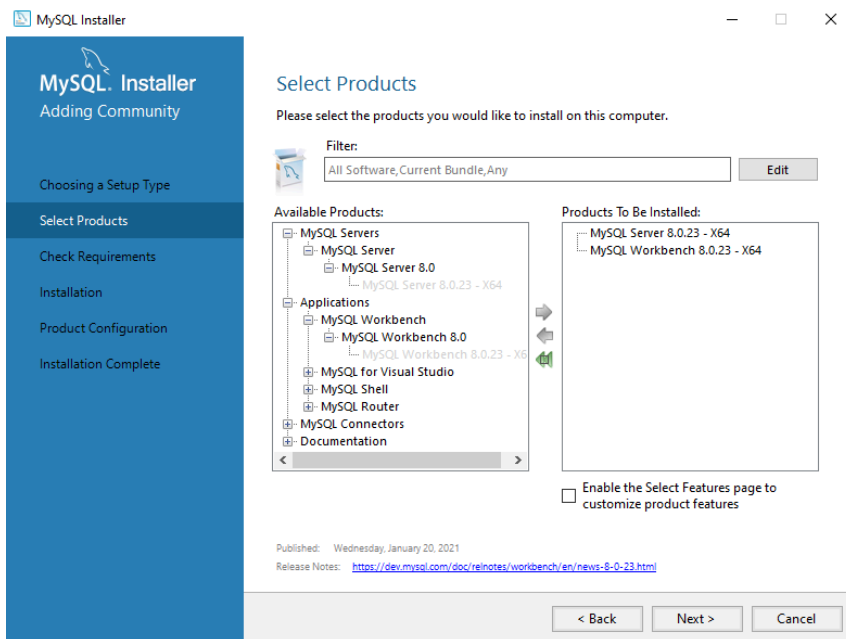 MySQL Installer
MySQL. Installer
Adding Community
Choosing a Setup Type
Select Products
Check Requirements
Installation
Product Configuration
Installation Complete
Select Products
Please select the products you would like to install on this computer.
Filter:
All Software,Current Bundle,Any
Edit
Available Products:
MySQL Servers
MySQL Server
MySQL Server 8.0
MySQL Server 8.0.23 - X64
Applications
MySQL Workbench
MySQL Workbench 8.0
MySQL Workbench 8.0.23 - X6
MySQL for Visual Studio
MySQL Shell
MySQL Router
MySQL Connectors
Documentation
Products To Be Installed:
MySQL Server 8.0.23 - X64
MySQL Workbench 8.0.23 - X64
Enable the Select Features page to
customize product features
Published: Wednesday, January 20, 2021
Release Notes: https://dev.mysql.com/doc/relnotes/workbench/en/news-8-0-23.html
< Back
Next >
Cancel